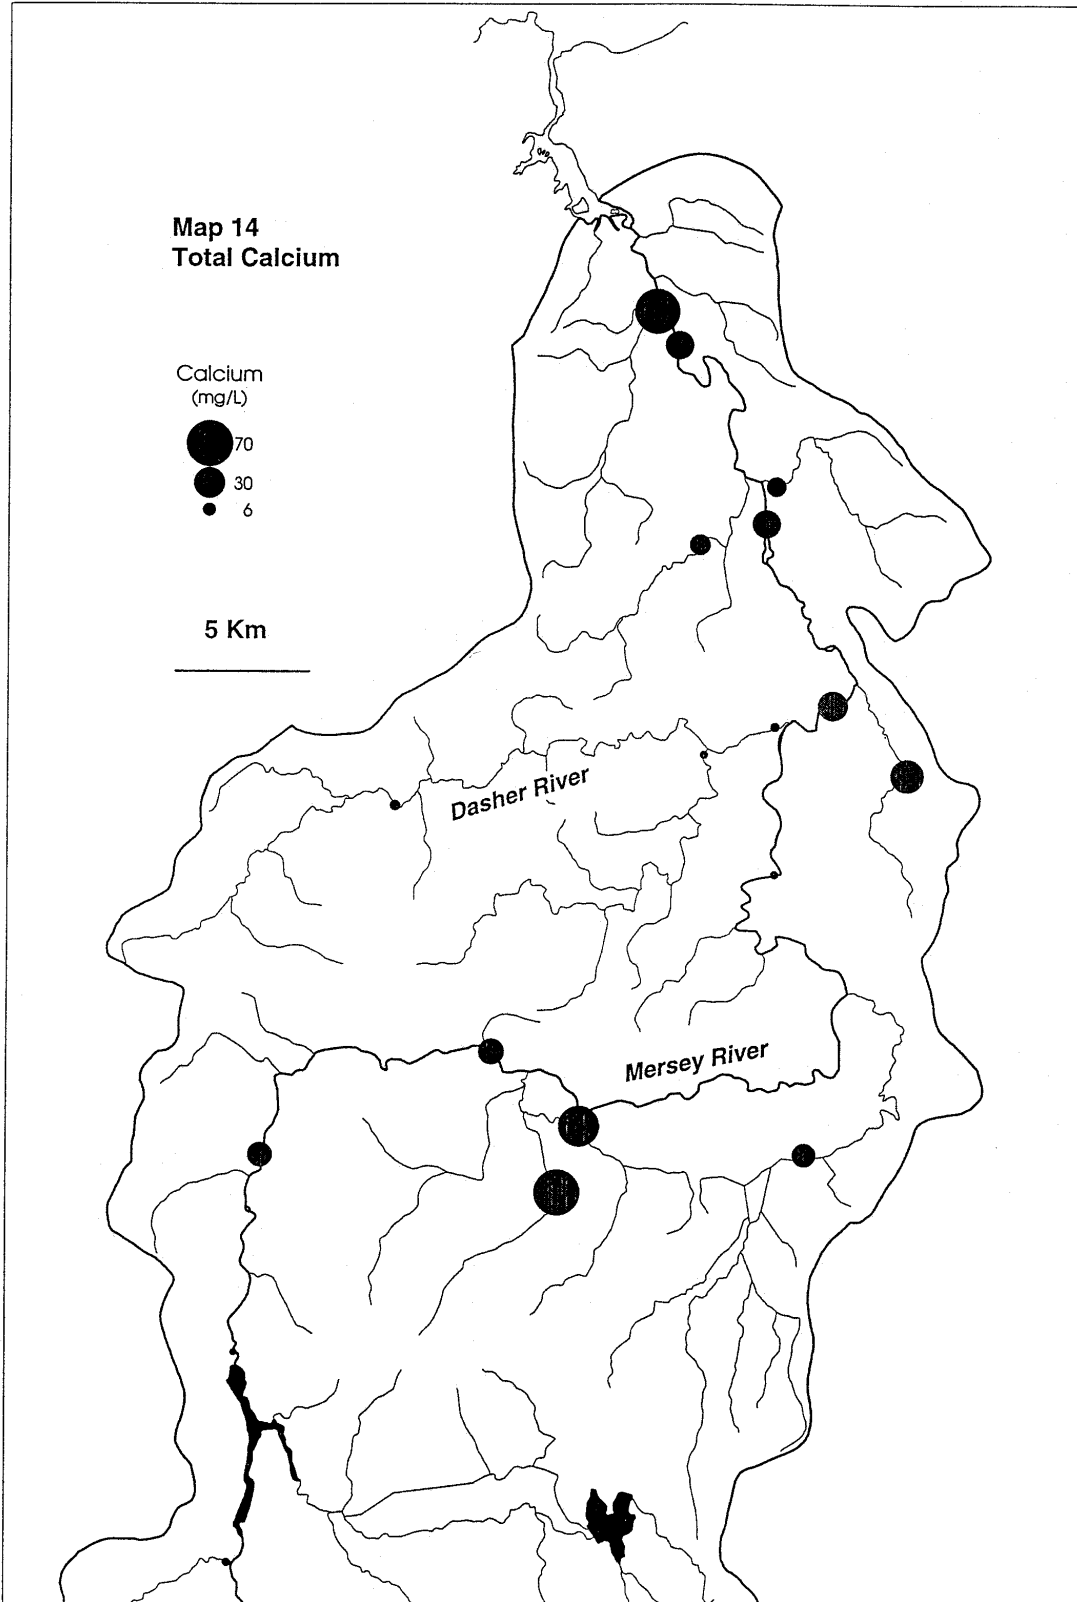 Map 14
Total Calcium
Calcium
(mg/L)
70
30
6
5 Km
Dasher River
Mersey River